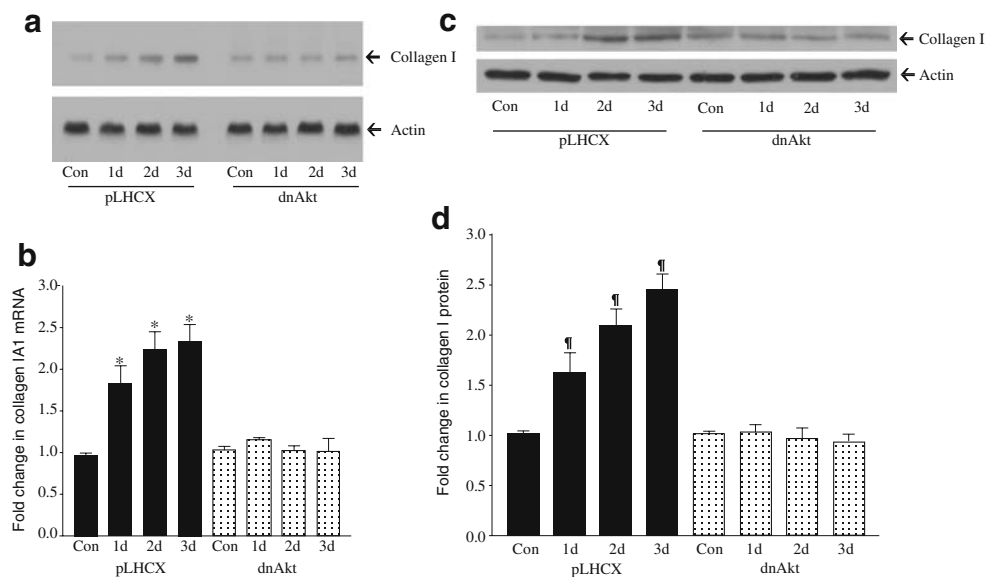 a
← Collagen I
← Actin
Con 1d 2d 3d Con 1d 2d 3d
pLHCX dnAkt
b
Fold change in collagen IA1 mRNA
3.0
2.5
2.0
1.5
1.0
0.5
0.0
* * *
Con 1d 2d 3d Con 1d 2d 3d
pLHCX dnAkt
c
← Collagen I
← Actin
Con 1d 2d 3d Con 1d 2d 3d
pLHCX dnAkt
d
Fold change in collagen I protein
3.0
2.5
2.0
1.5
1.0
0.5
0.0
¶ ¶ ¶
Con 1d 2d 3d Con 1d 2d 3d
pLHCX dnAkt